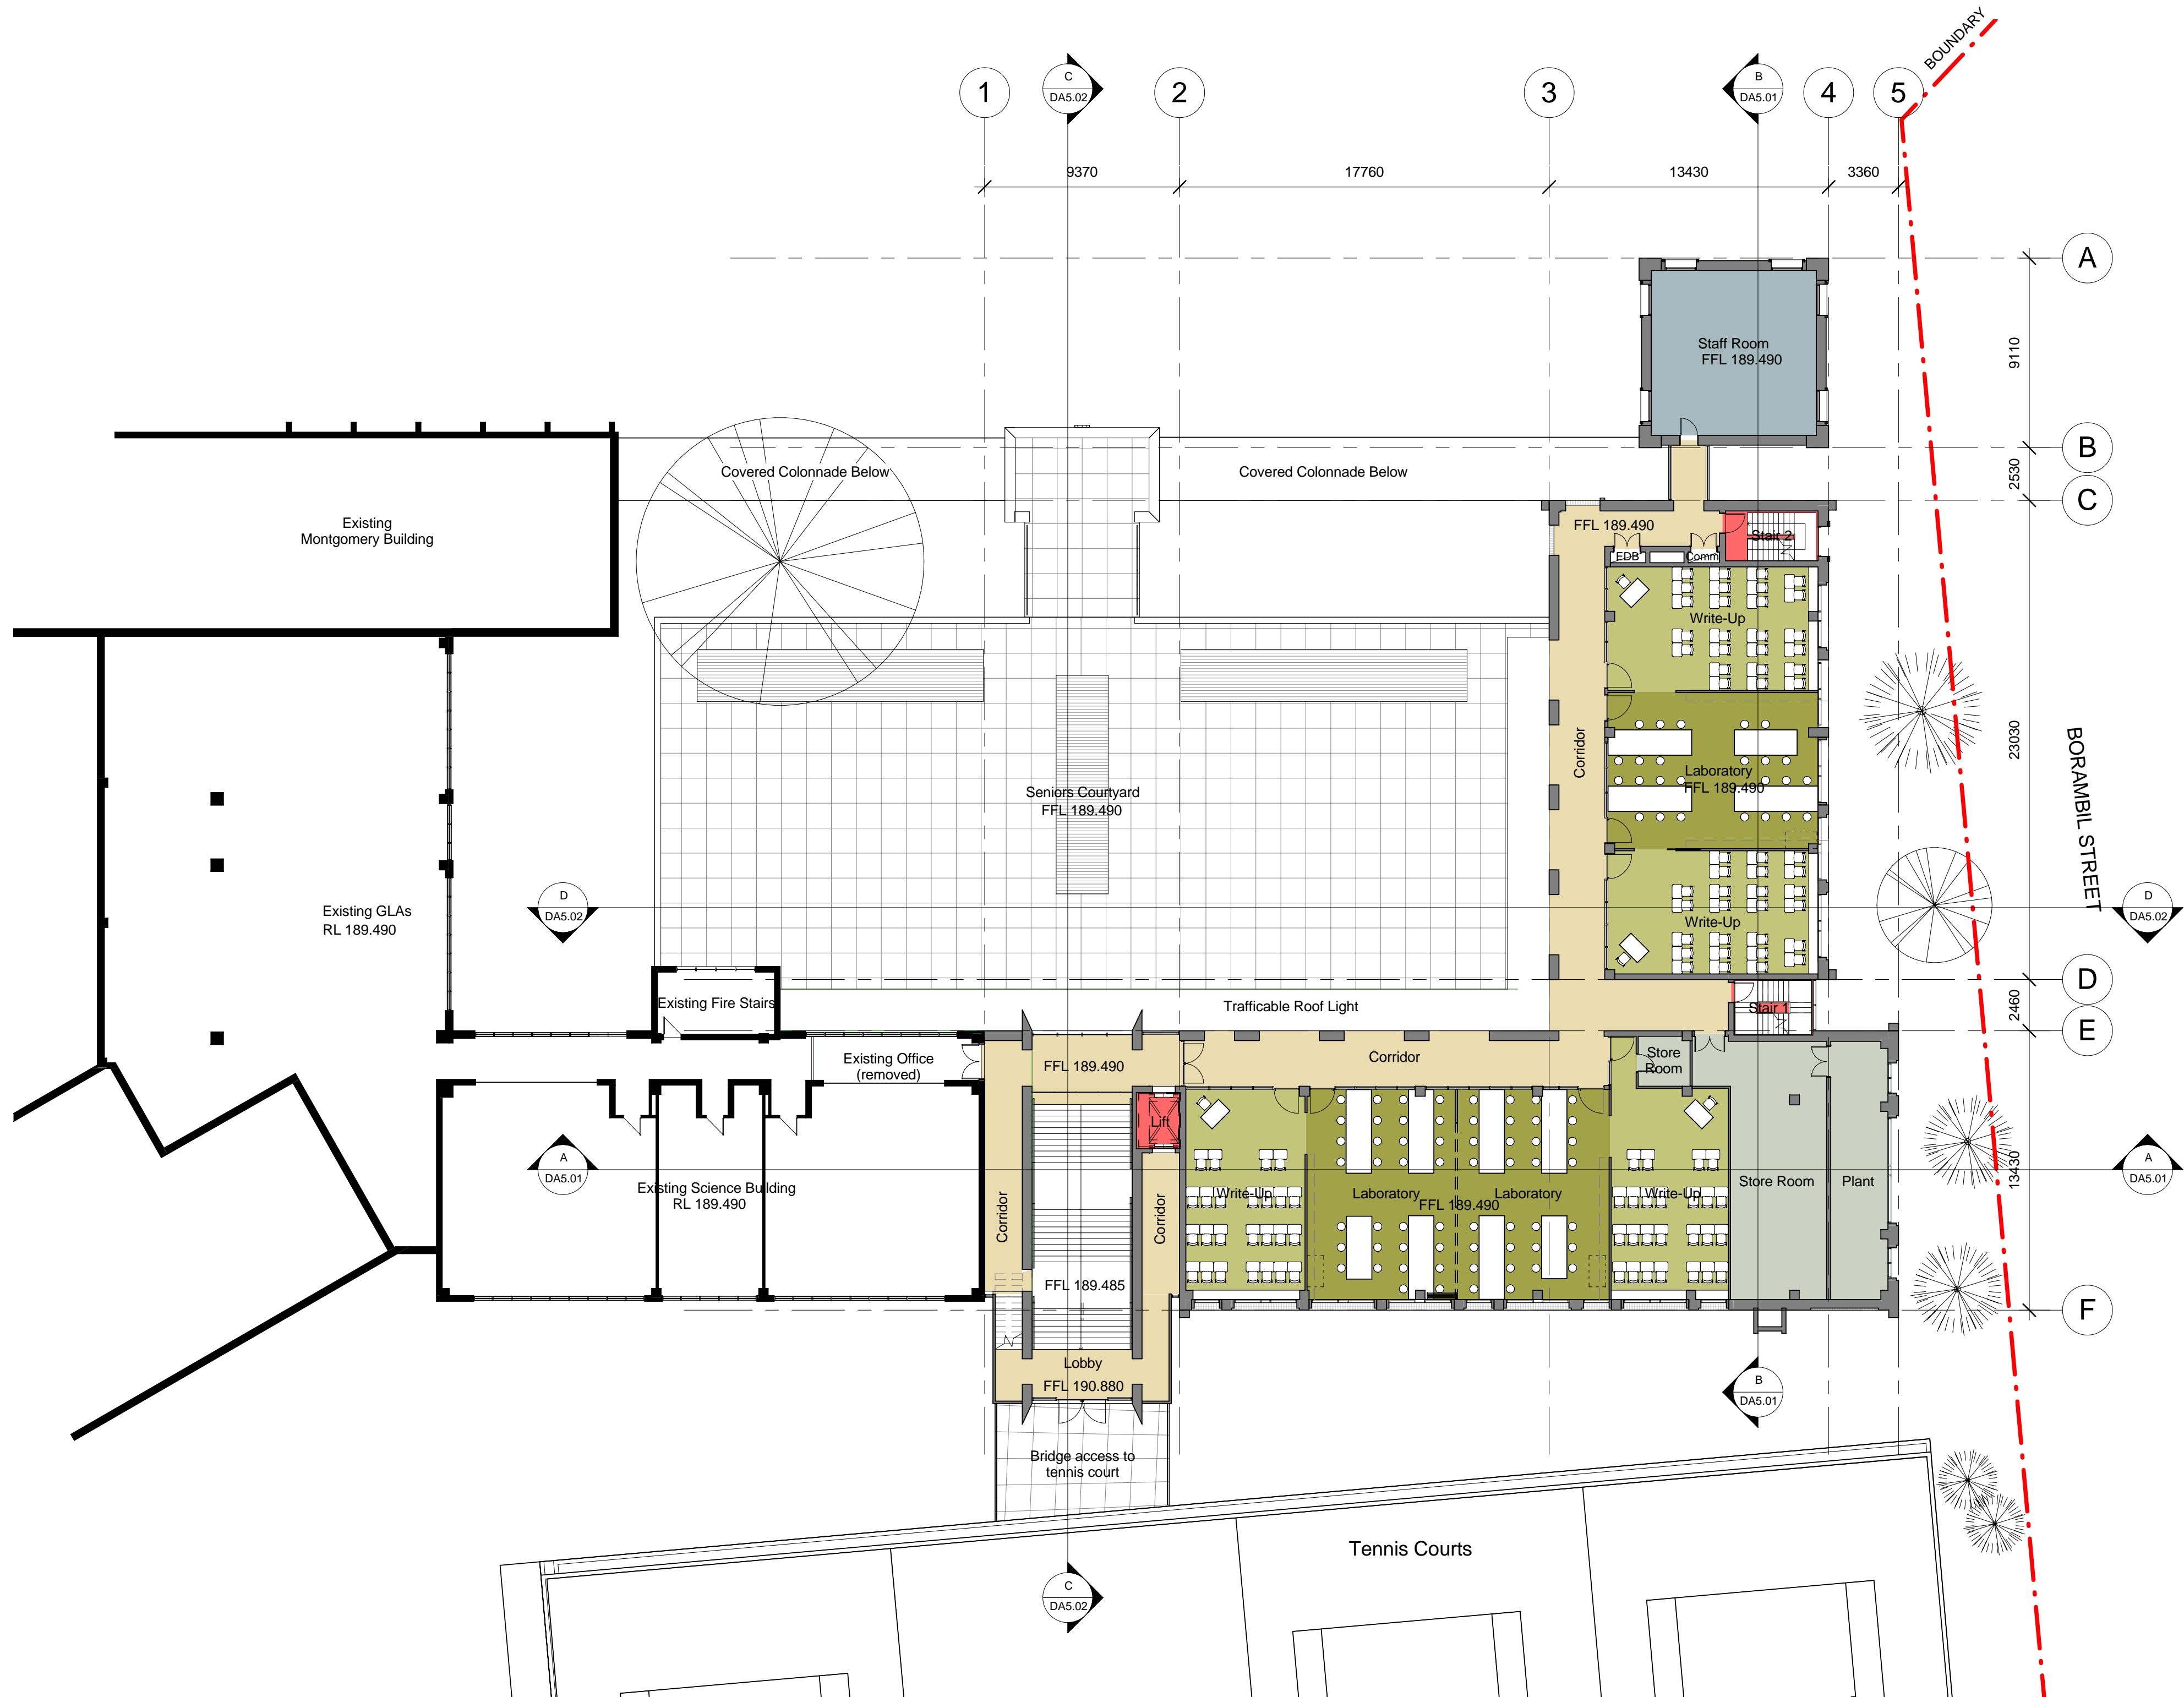 BOUNDARY
1
C
DA5.02
2
3
B
DA5.01
4
5
9370
17760
13430
3360
A
Staff Room
FFL 189.490
9110
B
Covered Colonnade Below
Covered Colonnade Below
2530
C
Existing
Montgomery Building
FFL 189.490
Stair 2
EDB
Comm
Write-Up
23030
BORAMBIL STREET
Corridor
Laboratory
FFL 189.490
Seniors Courtyard
FFL 189.490
Existing GLAs
RL 189.490
D
DA5.02
D
DA5.02
Write-Up
D
Existing Fire Stairs
Trafficable Roof Light
Stair 1
2460
E
Existing Office
(removed)
FFL 189.490
Corridor
Store
Room
Lift
A
DA5.01
A
DA5.01
13430
Existing Science Building
RL 189.490
Corridor
Corridor
Write-Up
Laboratory
Laboratory
FFL 189.490
Write-Up
Store Room
Plant
FFL 189.485
F
Lobby
FFL 190.880
B
DA5.01
Bridge access to
tennis court
Tennis Courts
C
DA5.02